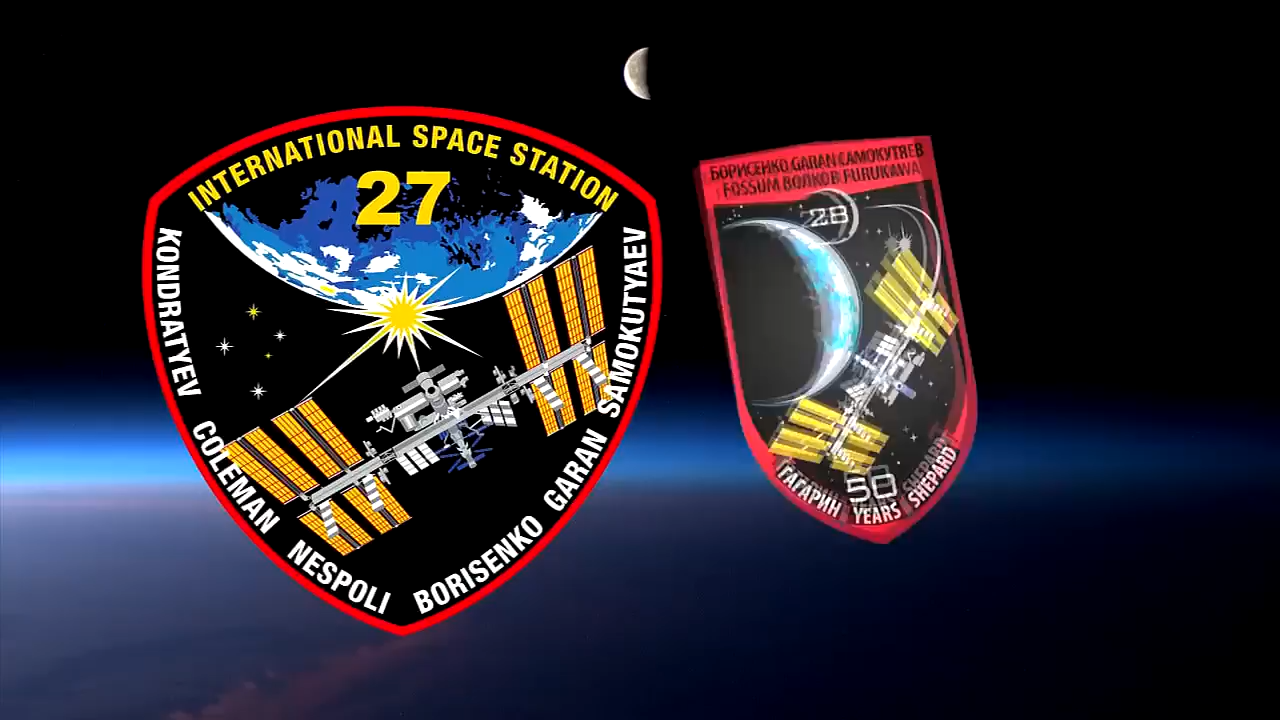 INTERNATIONAL SPACE STATION
27
KONDRATYEV
COLEMAN
NESPOLI
BORISENKO
GARAN
SAMOKUTYAEV
БОРИСЕНКО GARAN САМОКУТЯЕВ
FOSSUM ВОЛКОВ FURUKAWA
28
50
ГАГАРИН YEARS SHEPARD